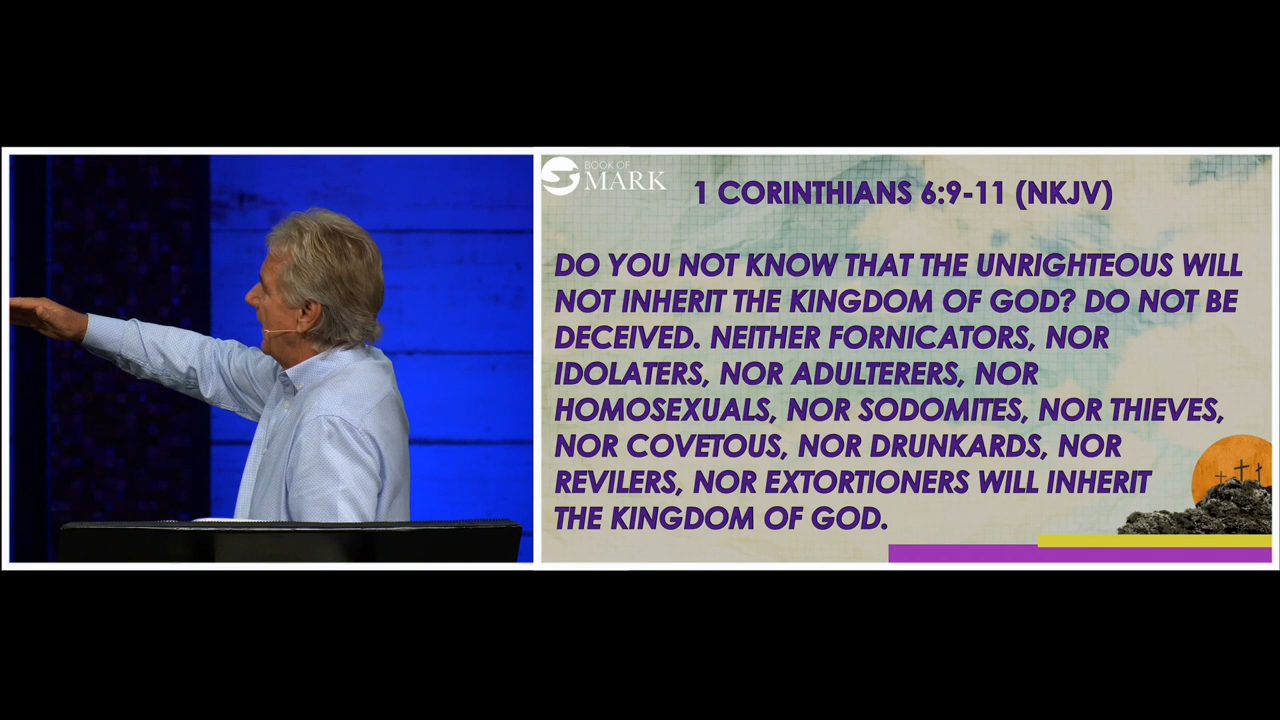 BOOK OF
MARK
1 CORINTHIANS 6:9-11 (NKJV)
DO YOU NOT KNOW THAT THE UNRIGHTEOUS WILL
NOT INHERIT THE KINGDOM OF GOD? DO NOT BE
DECEIVED. NEITHER FORNICATORS, NOR
IDOLATERS, NOR ADULTERERS, NOR
HOMOSEXUALS, NOR SODOMITES, NOR THIEVES,
NOR COVETOUS, NOR DRUNKARDS, NOR
REVILERS, NOR EXTORTIONERS WILL INHERIT
THE KINGDOM OF GOD.